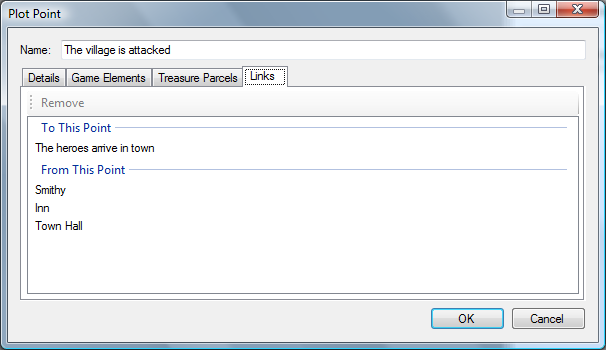 Plot Point
Name: The village is attacked
Details Game Elements Treasure Parcels Links
Remove
To This Point
The heroes arrive in town
From This Point
Smithy
Inn
Town Hall
OK Cancel